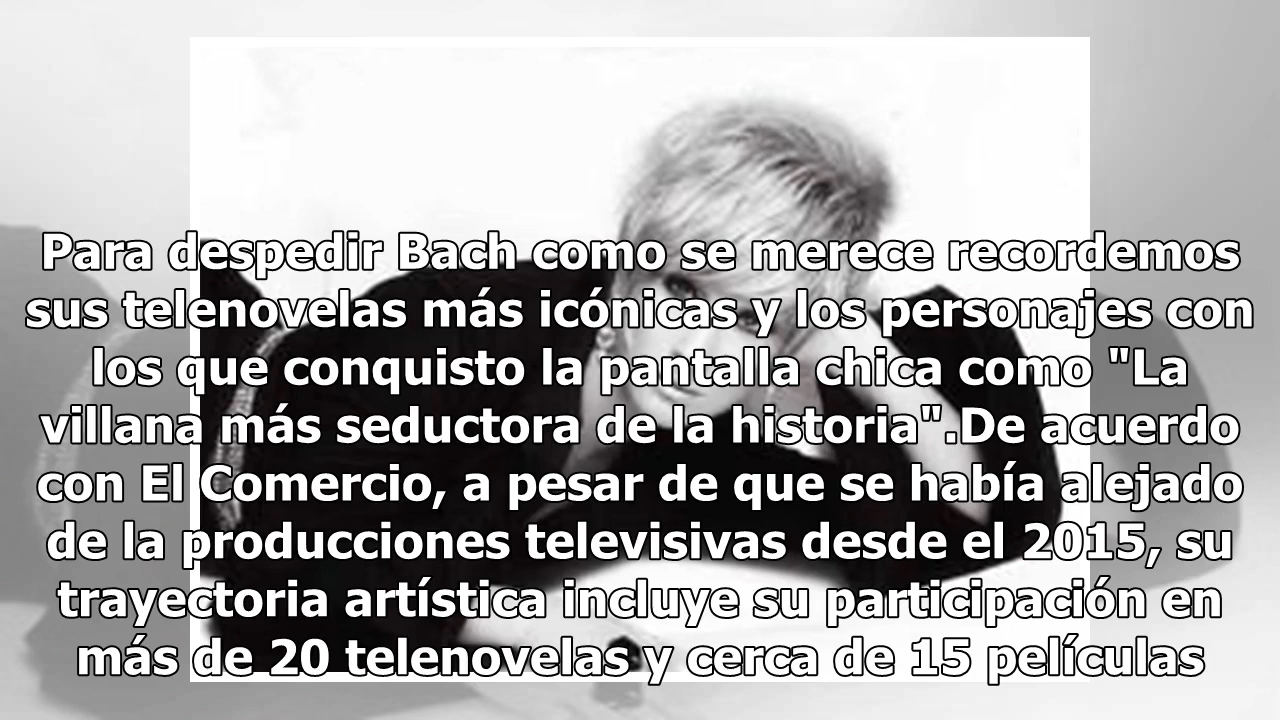 Para despedir Bach como se merece recordemos
sus telenovelas más icónicas y los personajes con
los que conquisto la pantalla chica como "La
villana más seductora de la historia".De acuerdo
con El Comercio, a pesar de que se había alejado
de la producciones televisivas desde el 2015, su
trayectoria artística incluye su participación en
más de 20 telenovelas y cerca de 15 películas